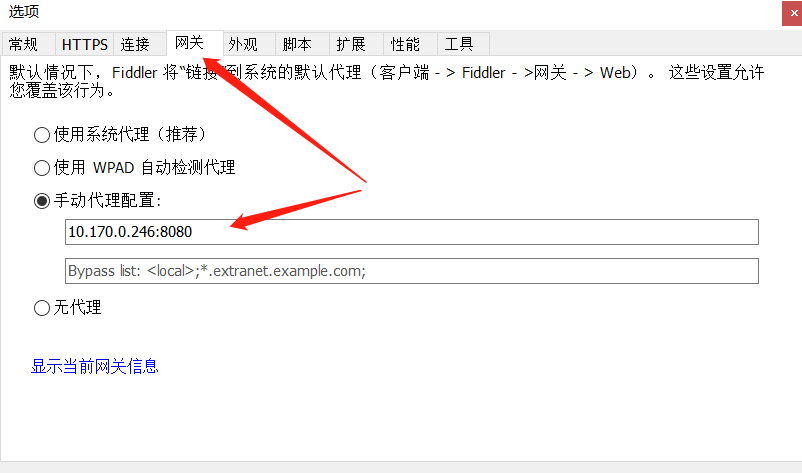 选项
常规 HTTPS 连接 网关 外观 脚本 扩展 性能 工具
默认情况下，Fiddler 将“链接”到系统的默认代理（客户端 - > Fiddler - >网关 - > Web）。 这些设置允许
您覆盖该行为。
使用系统代理（推荐）
使用 WPAD 自动检测代理
手动代理配置:
10.170.0.246:8080
Bypass list: <local>;*.extranet.example.com;
无代理
显示当前网关信息